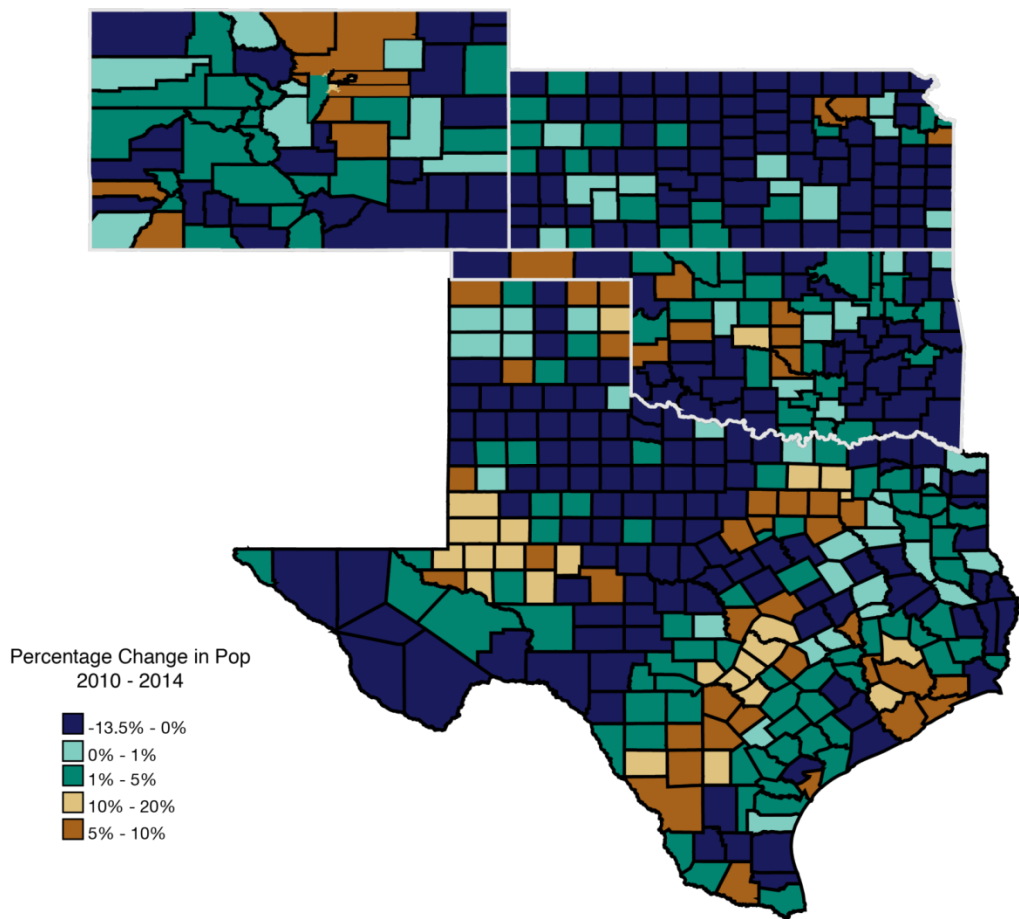 Percentage Change in Pop
2010 - 2014
-13.5% - 0%
0% - 1%
1% - 5%
10% - 20%
5% - 10%